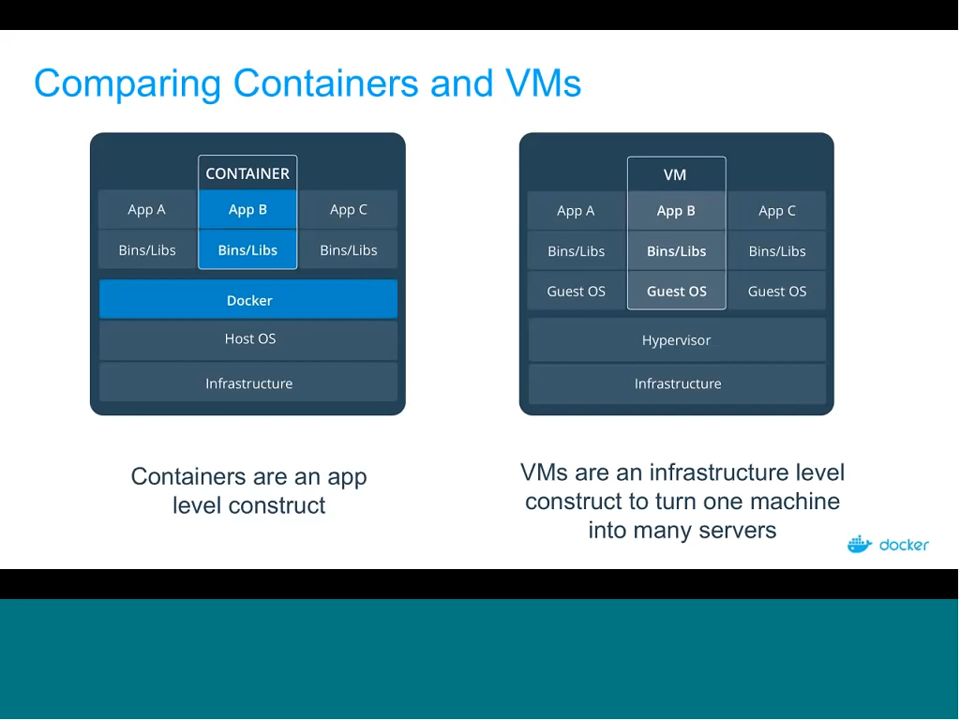 Comparing Containers and VMs
CONTAINER
App A
App B
App C
Bins/Libs
Bins/Libs
Bins/Libs
Docker
Host OS
Infrastructure
VM
App A
App B
App C
Bins/Libs
Bins/Libs
Bins/Libs
Guest OS
Guest OS
Guest OS
Hypervisor
Infrastructure
Containers are an app
level construct
VMs are an infrastructure level
construct to turn one machine
into many servers
docker